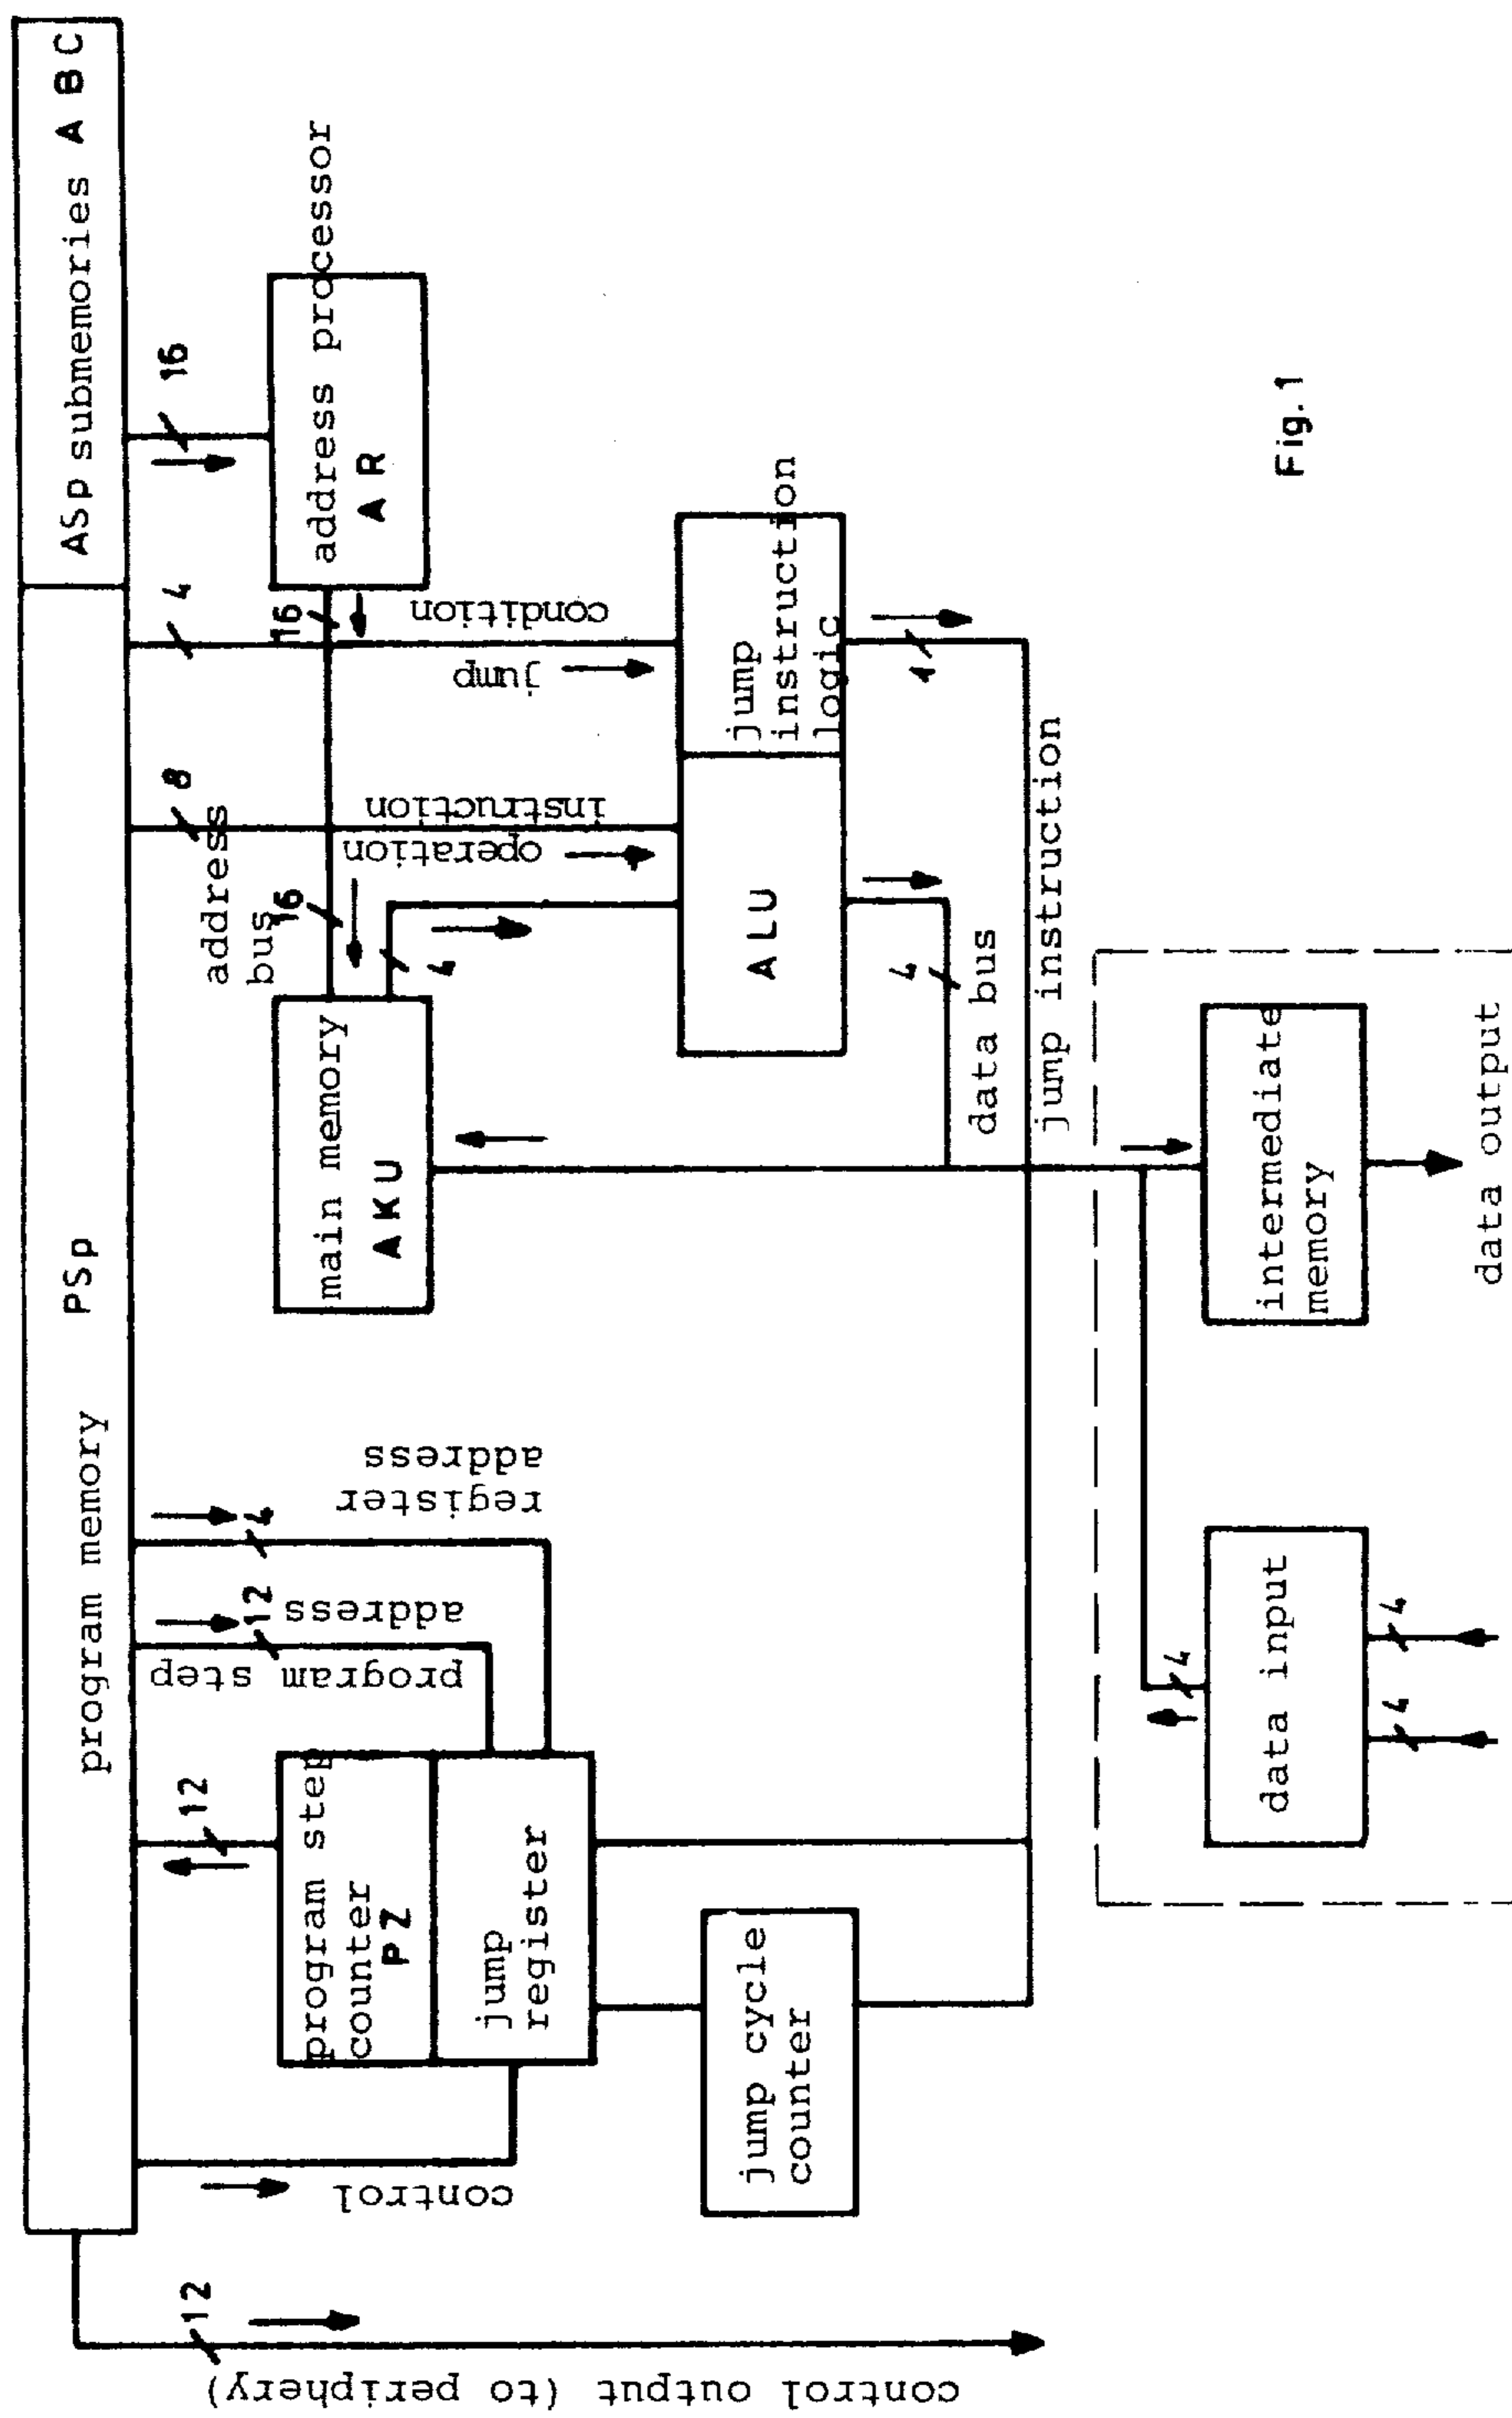 program memory PSp
ASp submemories A B C
12
control output (to periphery)
control
12
program step
address
12
register
address
4
program step
counter
PZ
jump
register
jump cycle
counter
main memory
AKU
address
bus
16
4
8
operation
instruction
4
jump
condition
16
16
address processor
AR
ALU
jump
instruction
logic
4
1
data bus
jump instruction
data input
4
4
4
intermediate
memory
data output
Fig. 1